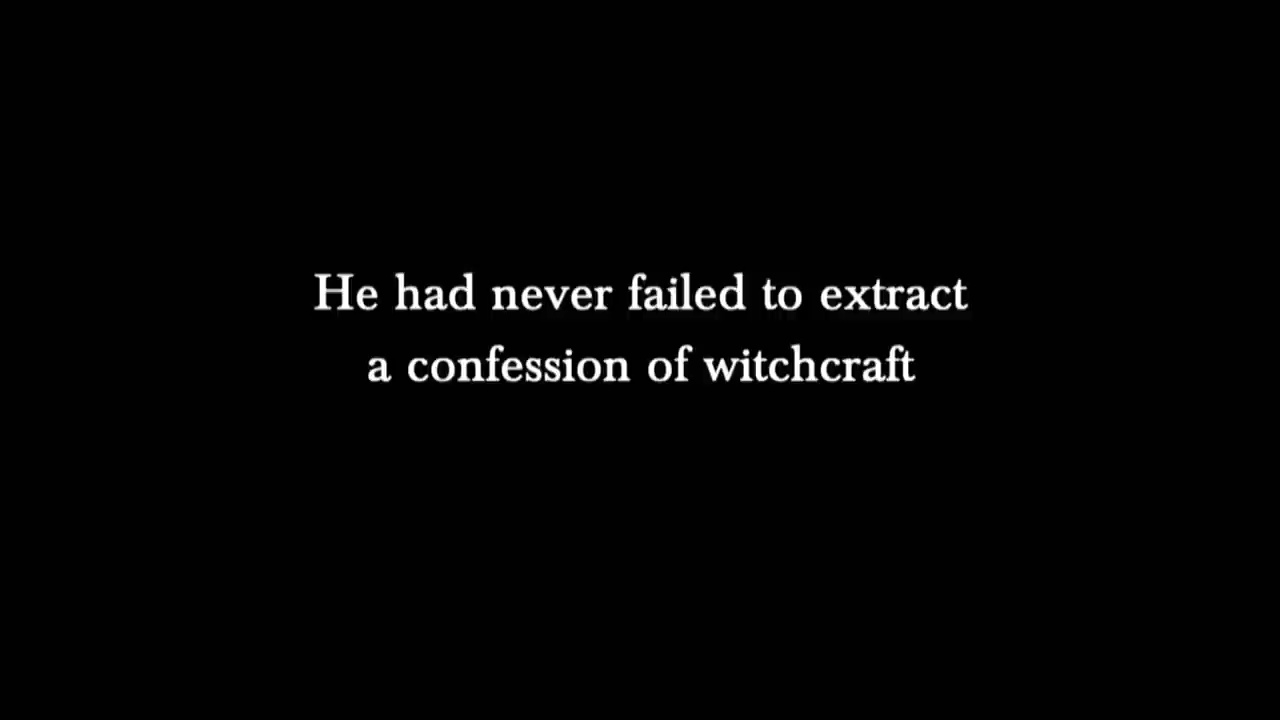 He had never failed to extract
a confession of witchcraft